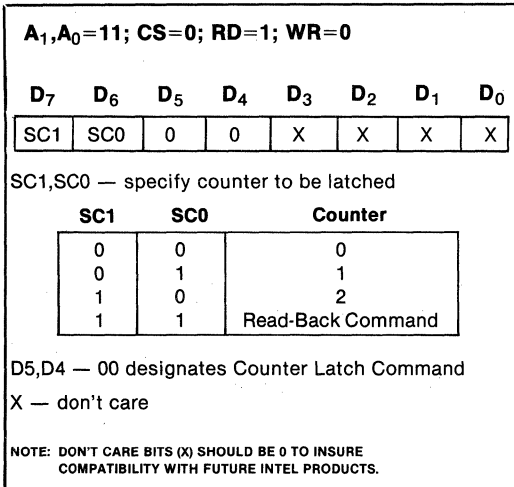 A1,A0=11; CS=0; RD=1; WR=0
D7 D6 D5 D4 D3 D2 D1 D0
SC1 SC0 0 0 X X X X
SC1,SC0 — specify counter to be latched
SC1 SC0 Counter
0 0 0
0 1 1
1 0 2
1 1 Read-Back Command
D5,D4 — 00 designates Counter Latch Command
X — don't care
NOTE: DON'T CARE BITS (X) SHOULD BE 0 TO INSURE
COMPATIBILITY WITH FUTURE INTEL PRODUCTS.